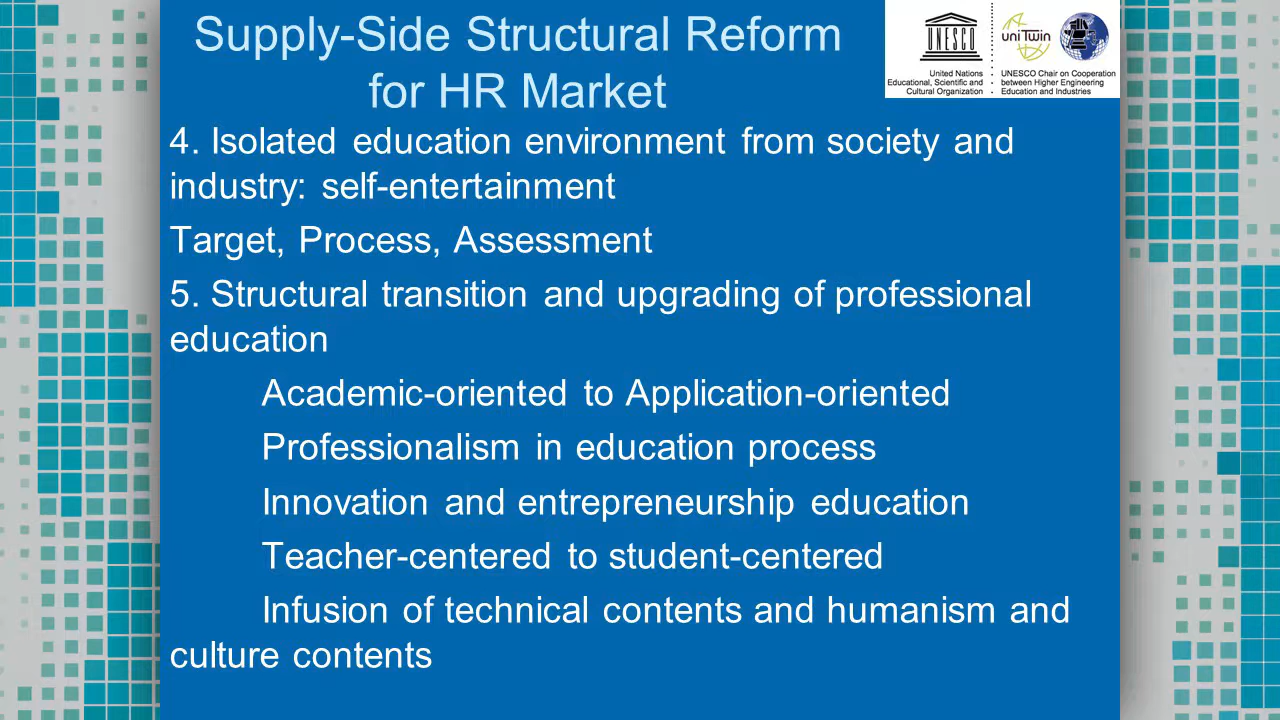 Supply-Side Structural Reform
for HR Market
UNESCO
uniTwin
United Nations
Educational, Scientific and
Cultural Organization
UNESCO Chair on Cooperation
between Higher Engineering
Education and Industries
4. Isolated education environment from society and
industry: self-entertainment
Target, Process, Assessment
5. Structural transition and upgrading of professional
education
Academic-oriented to Application-oriented
Professionalism in education process
Innovation and entrepreneurship education
Teacher-centered to student-centered
Infusion of technical contents and humanism and
culture contents